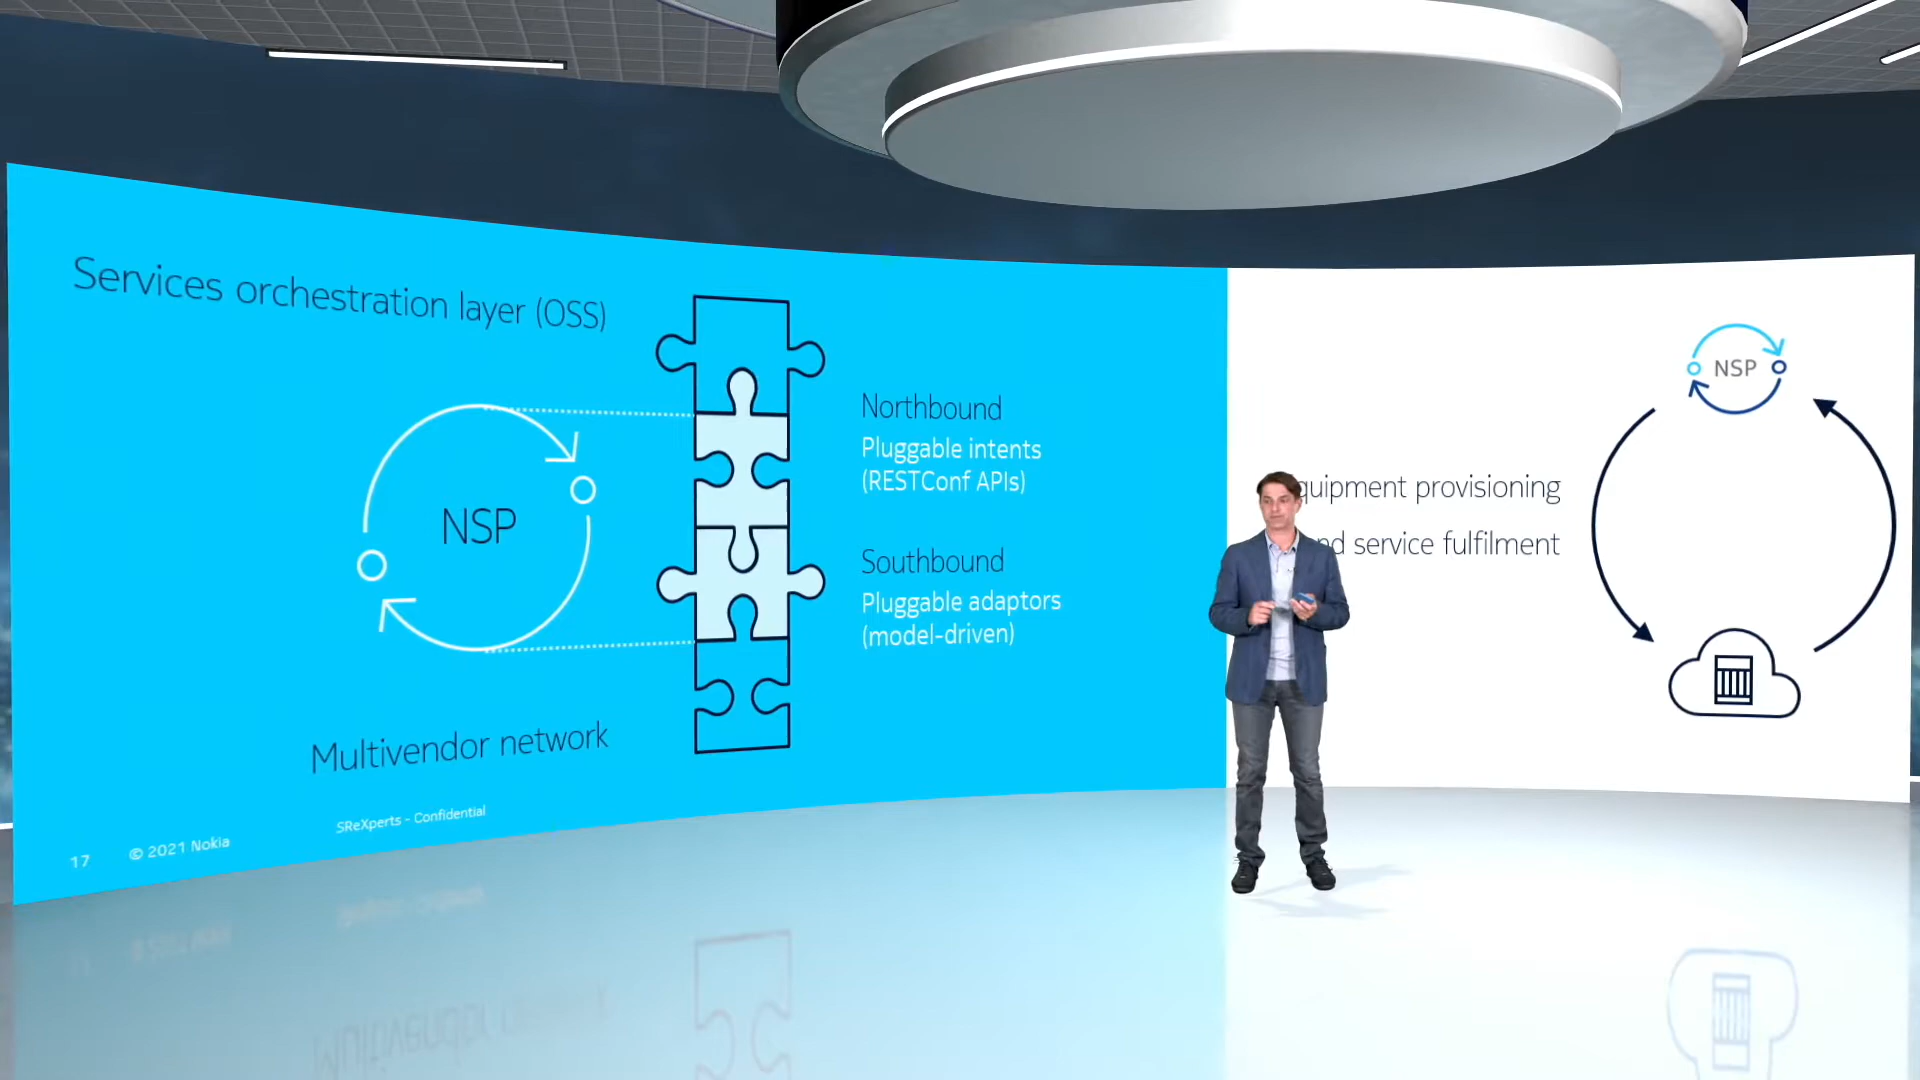 Services orchestration layer (OSS)
NSP
Northbound
Pluggable intents
(RESTConf APIs)
Southbound
Pluggable adaptors
(model-driven)
Multivendor network
SReXperts - Confidential
17 © 2021 Nokia
NSP
quipment provisioning
nd service fulfilment